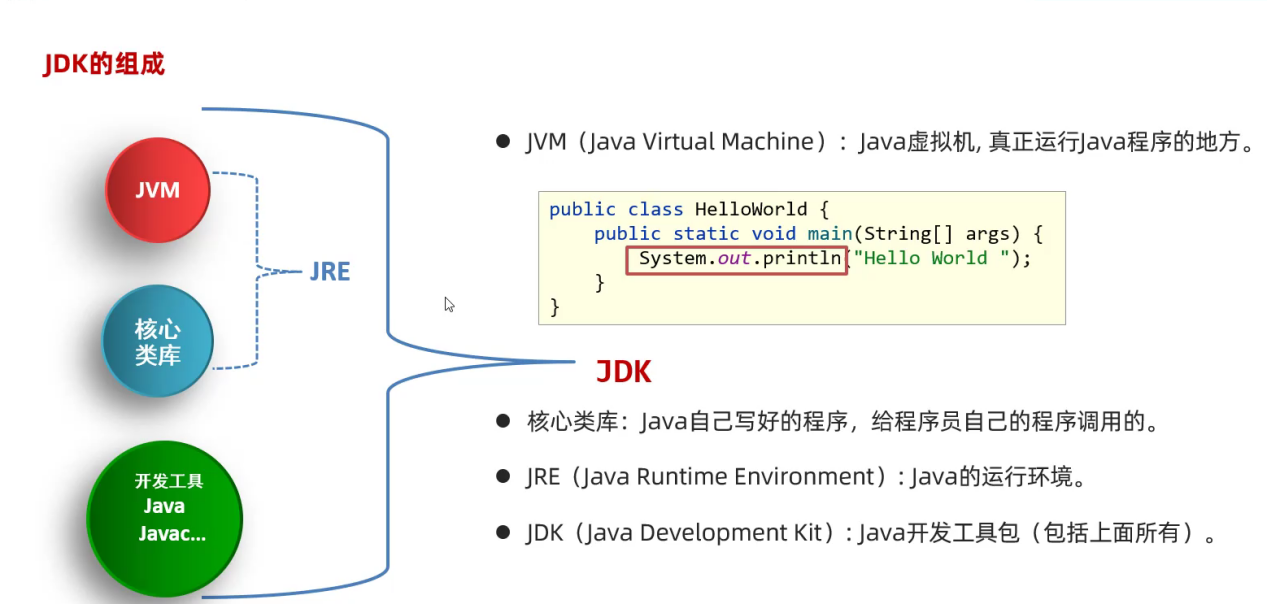 JDK的组成
JVM
核心
类库
JRE
开发工具
Java
Javac...
JDK
● JVM（Java Virtual Machine）：Java虚拟机, 真正运行Java程序的地方。
public class HelloWorld {
    public static void main(String[] args) {
        System.out.println("Hello World ");
    }
}
● 核心类库：Java自己写好的程序，给程序员自己的程序调用的。
● JRE（Java Runtime Environment）: Java的运行环境。
● JDK（Java Development Kit）: Java开发工具包（包括上面所有）。